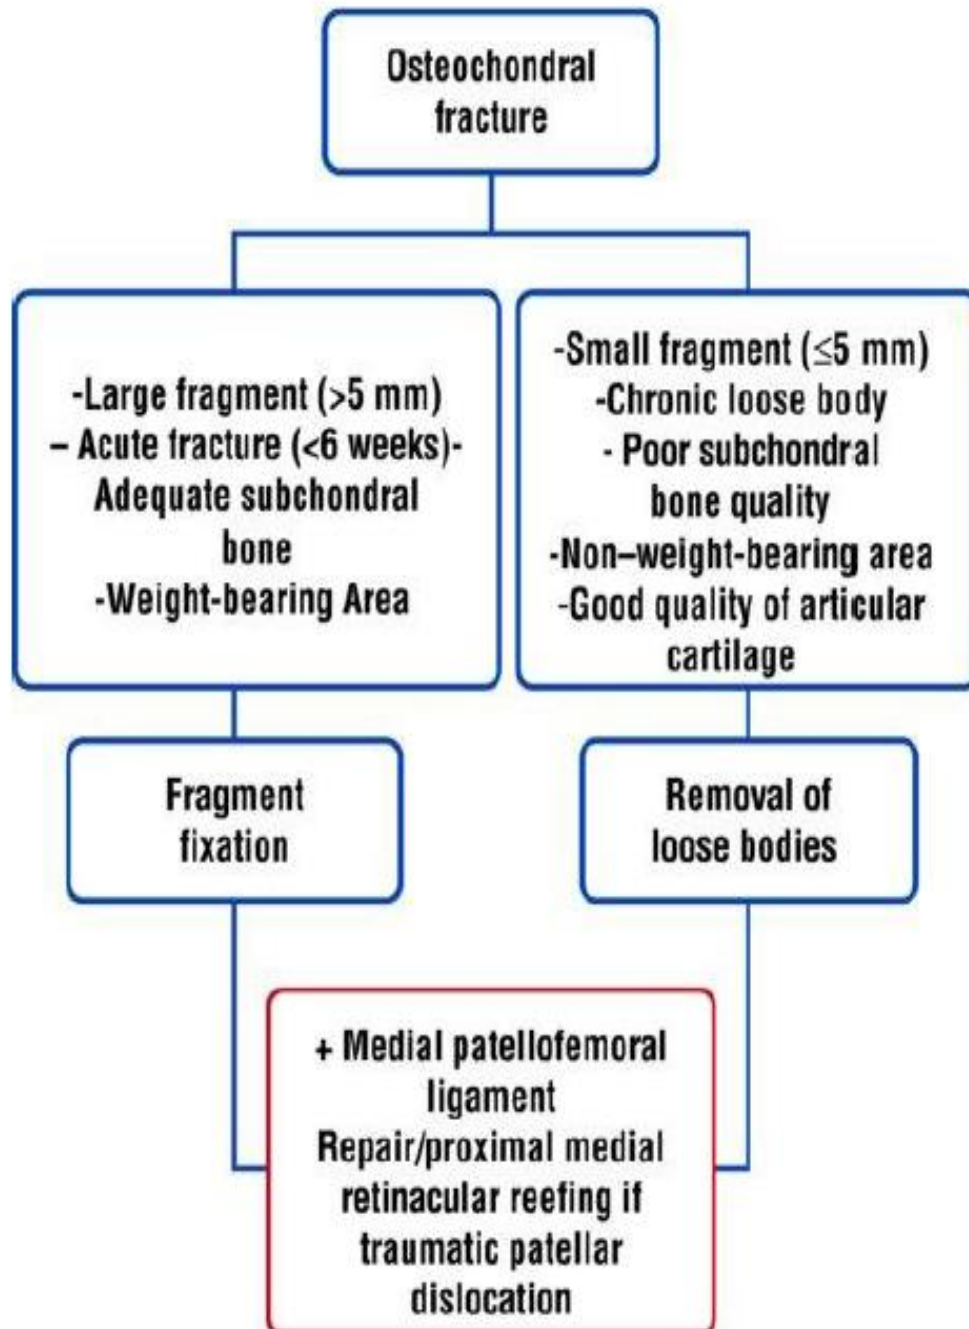 Osteochondral
fracture
-Large fragment (>5 mm)
– Acute fracture (<6 weeks)-
Adequate subchondral
bone
-Weight-bearing Area
-Small fragment (≤5 mm)
-Chronic loose body
- Poor subchondral
bone quality
-Non–weight-bearing area
-Good quality of articular
cartilage
Fragment
fixation
Removal of
loose bodies
+ Medial patellofemoral
ligament
Repair/proximal medial
retinacular reefing if
traumatic patellar
dislocation